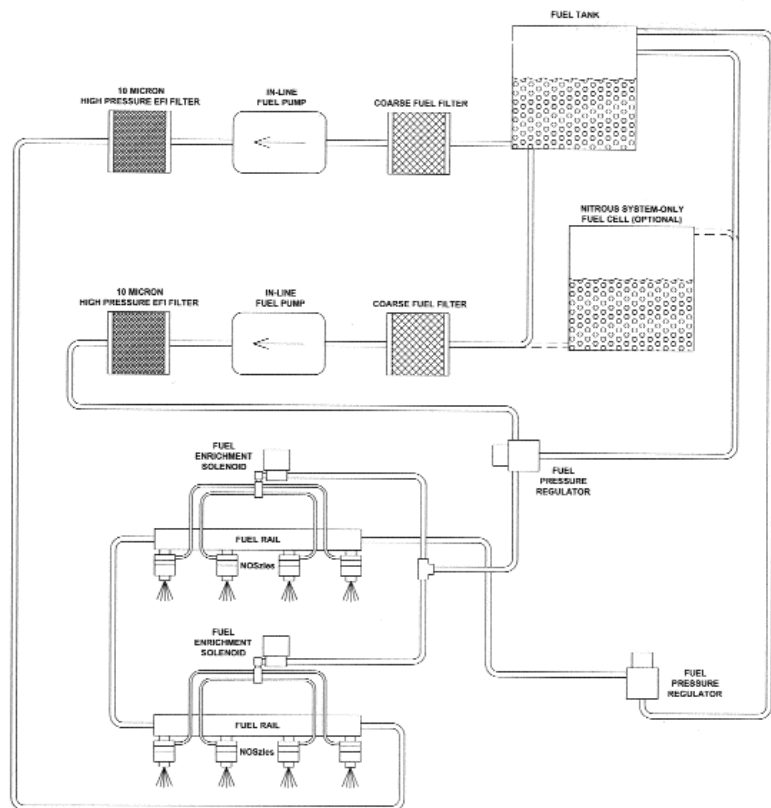 FUEL TANK
10 MICRON
HIGH PRESSURE EFI FILTER
IN-LINE
FUEL PUMP
COARSE FUEL FILTER
NITROUS SYSTEM-ONLY
FUEL CELL (OPTIONAL)
10 MICRON
HIGH PRESSURE EFI FILTER
IN-LINE
FUEL PUMP
COARSE FUEL FILTER
FUEL
ENRICHMENT
SOLENOID
FUEL
PRESSURE
REGULATOR
FUEL RAIL
NOSzles
FUEL
ENRICHMENT
SOLENOID
FUEL
PRESSURE
REGULATOR
FUEL RAIL
NOSzles